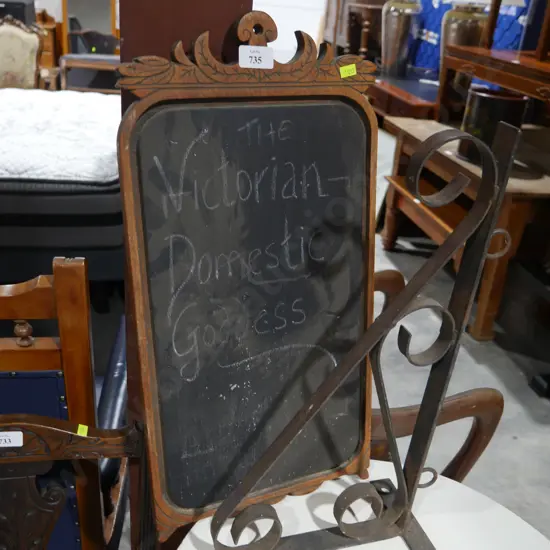 735
THE
Victorian-
Domestic
Goddess
733